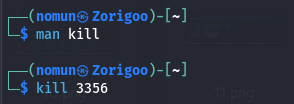 ┌──(nomun㉿Zorigoo)-[~]
└─$ man kill
┌──(nomun㉿Zorigoo)-[~]
└─$ kill 3356